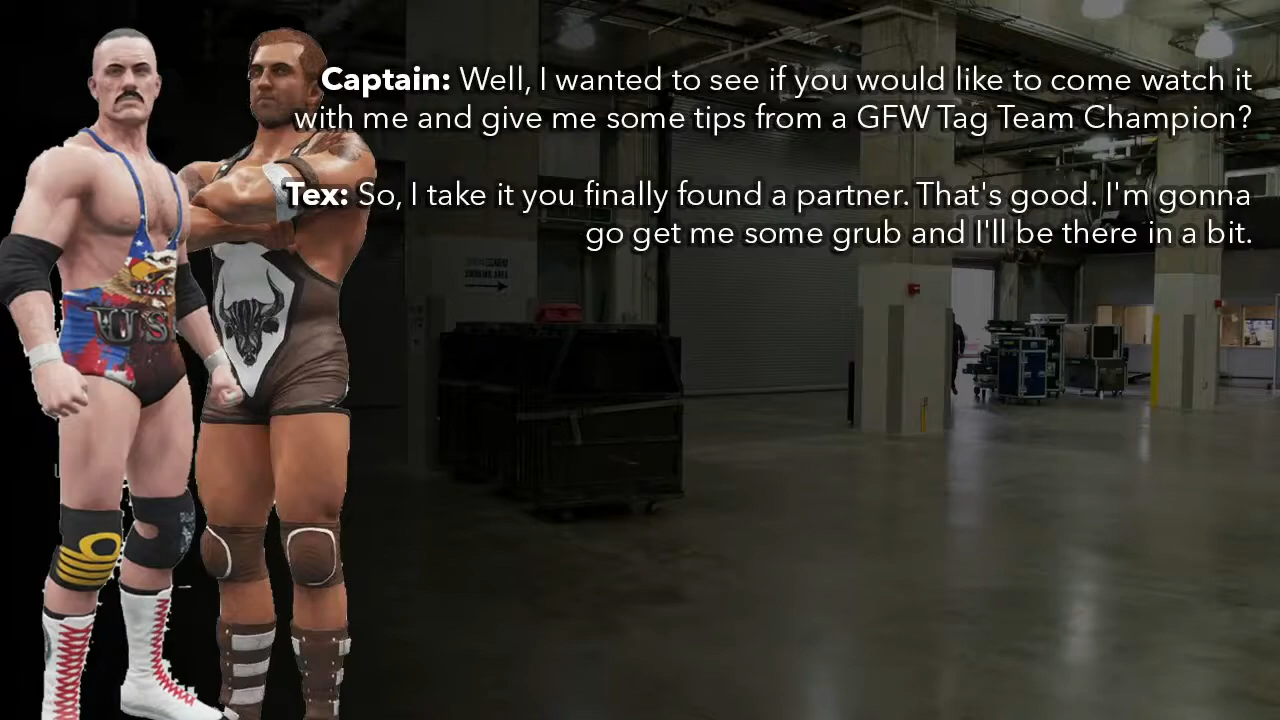 Captain: Well, I wanted to see if you would like to come watch it
with me and give me some tips from a GFW Tag Team Champion?
Tex: So, I take it you finally found a partner. That's good. I'm gonna
go get me some grub and I'll be there in a bit.